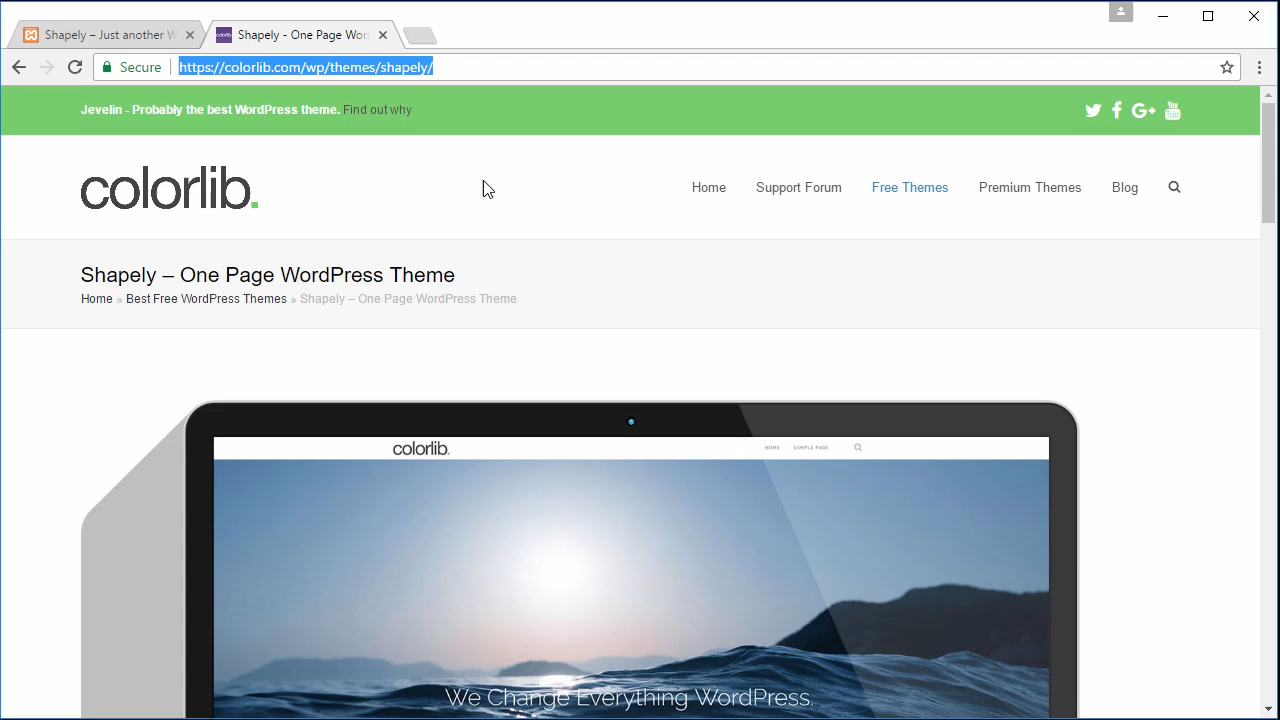 Shapely – Just another W
Shapely - One Page Word
Secure
https://colorlib.com/wp/themes/shapely/
Jevelin - Probably the best WordPress theme. Find out why
colorlib.
Home
Support Forum
Free Themes
Premium Themes
Blog
Shapely – One Page WordPress Theme
Home » Best Free WordPress Themes » Shapely – One Page WordPress Theme
colorlib.
HOME
SAMPLE PAGE
We Change Everything WordPress.